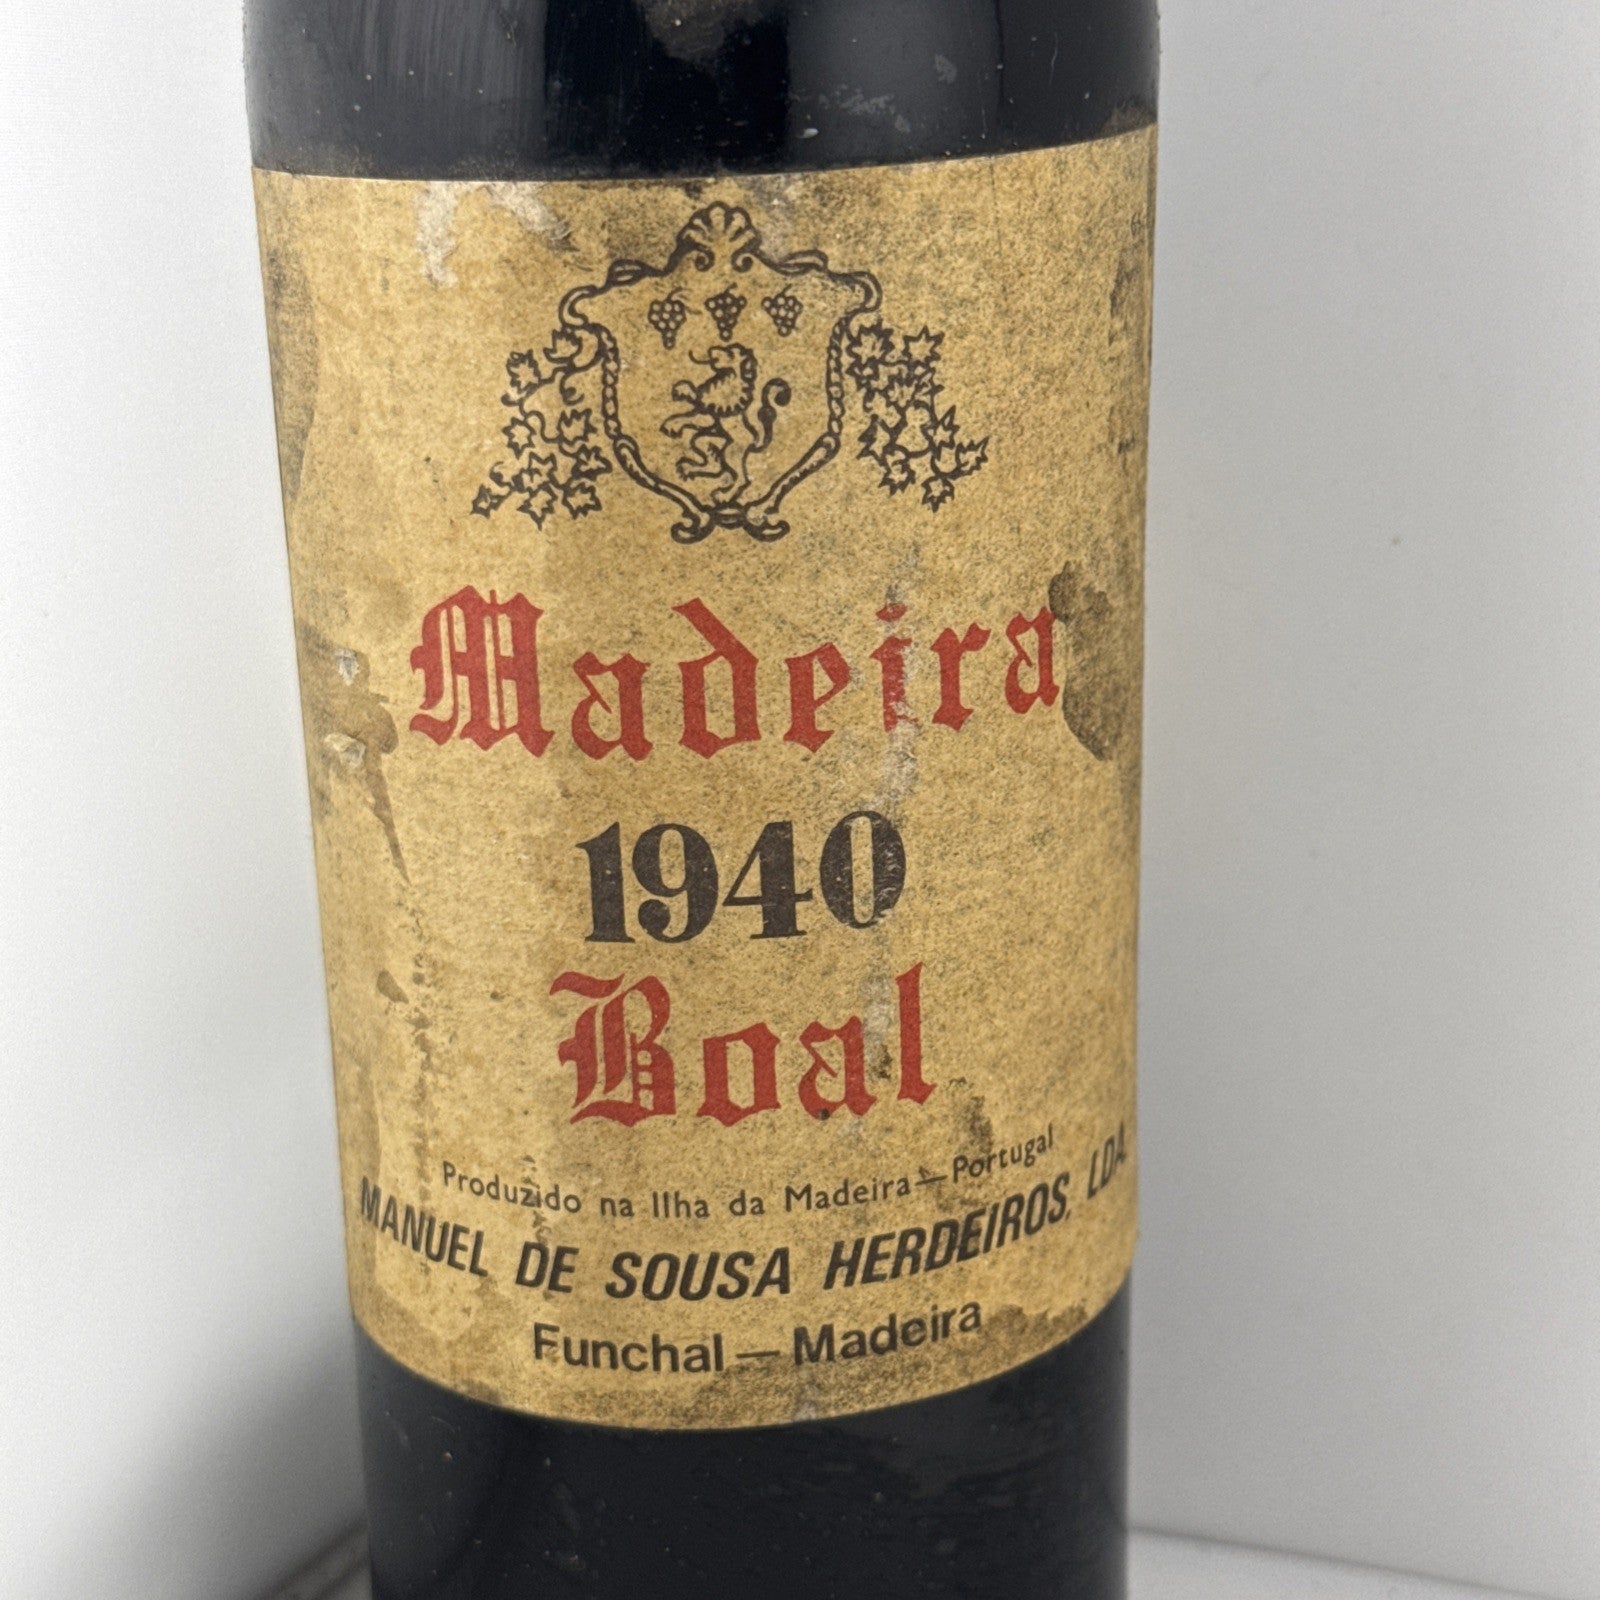 Madeira
1940
Boal
Produzido na Ilha da Madeira—Portugal
MANUEL DE SOUSA HERDEIROS, LDA.
Funchal — Madeira